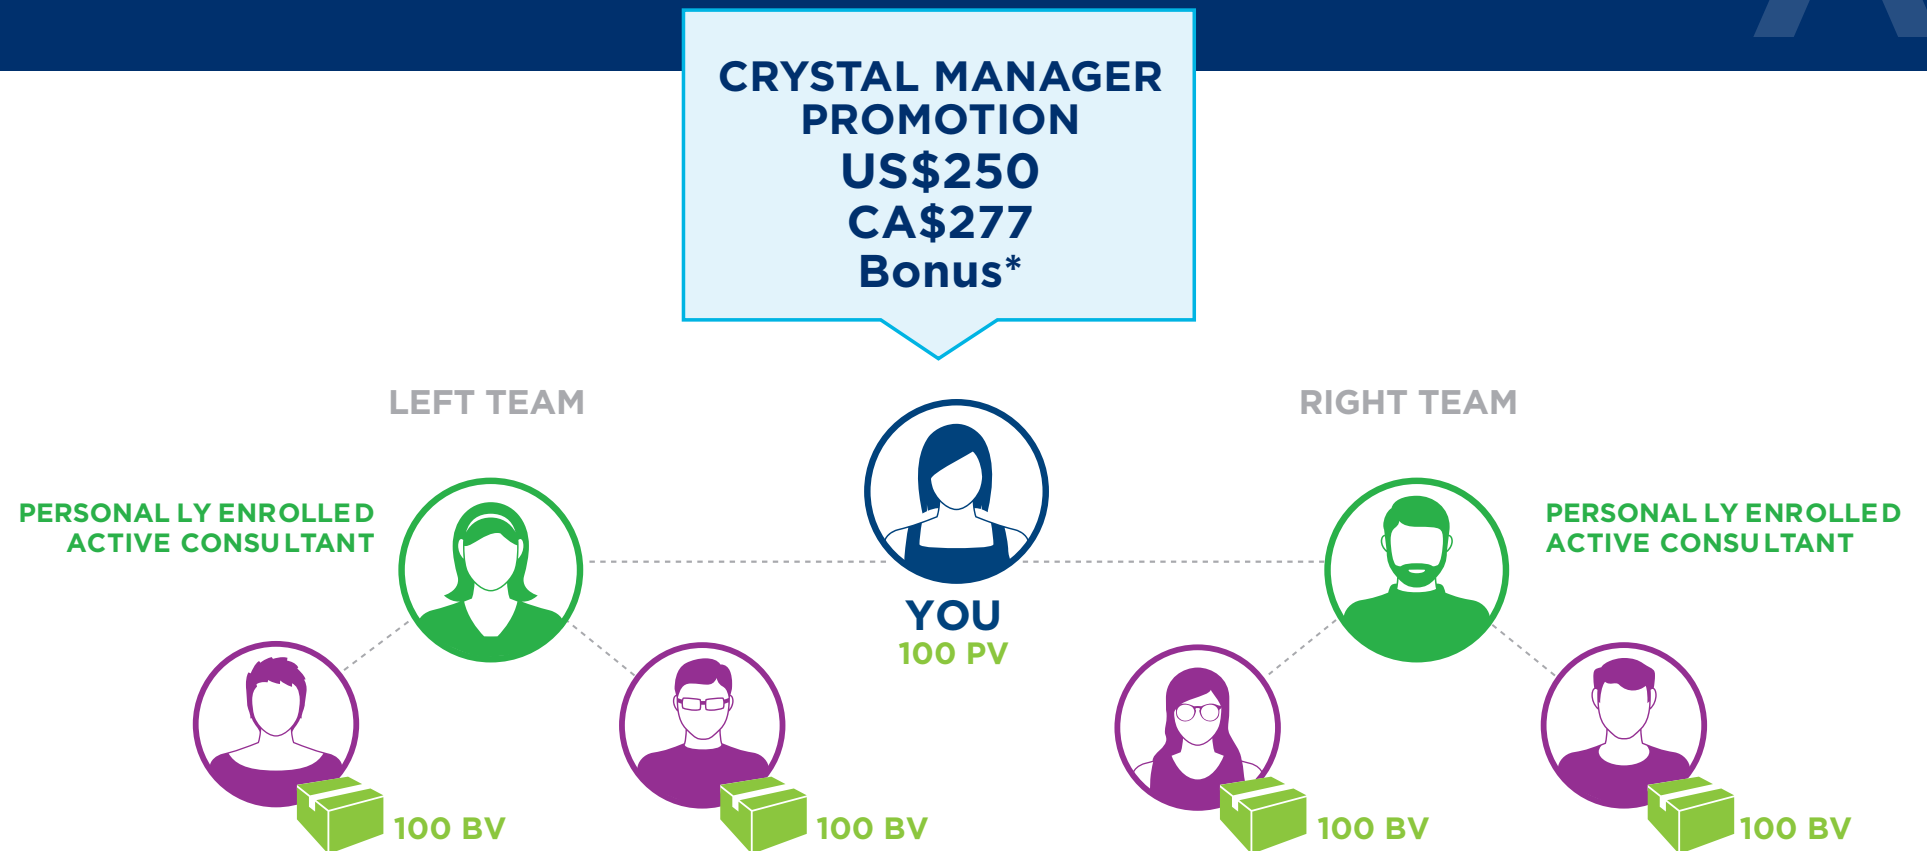 CRYSTAL MANAGER
PROMOTION
US$250
CA$277
Bonus*
LEFT TEAM
RIGHT TEAM
PERSONALLY ENROLLED
ACTIVE CONSULTANT
PERSONALLY ENROLLED
ACTIVE CONSULTANT
YOU
100 PV
100 BV
100 BV
100 BV
100 BV